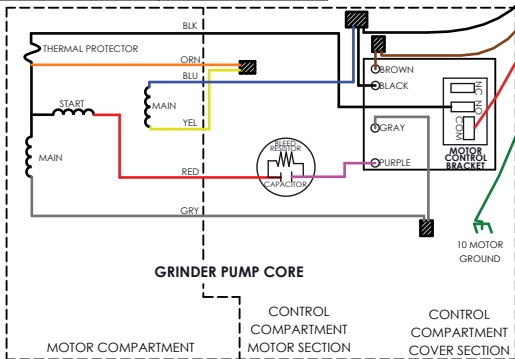 BLK
THERMAL PROTECTOR
ORN
BLU
START
MAIN
YEL
MAIN
RED
GRY
BLEED
RESISTOR
CAPACITOR
BROWN
BLACK
GRAY
PURPLE
NC
NO
COM
MOTOR
CONTROL
BRACKET
10 MOTOR
GROUND
GRINDER PUMP CORE
MOTOR COMPARTMENT
CONTROL
COMPARTMENT
MOTOR SECTION
CONTROL
COMPARTMENT
COVER SECTION